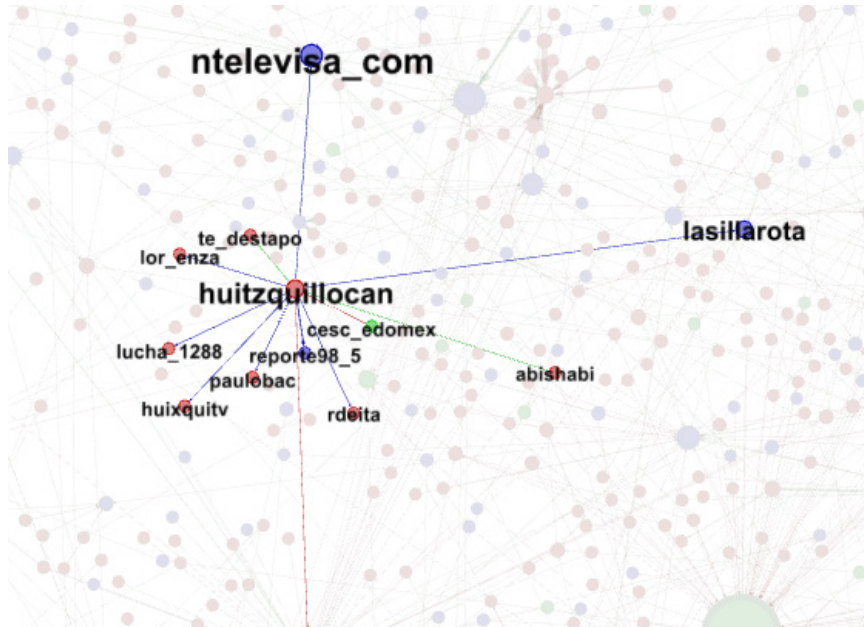 ntelevisa_com
te_destapo
lasillarota
lor_enza
huitzquillocan
cesc_edomex
lucha_1288
reporte98_5
paulobac
abishabi
huixquitv
rdeita